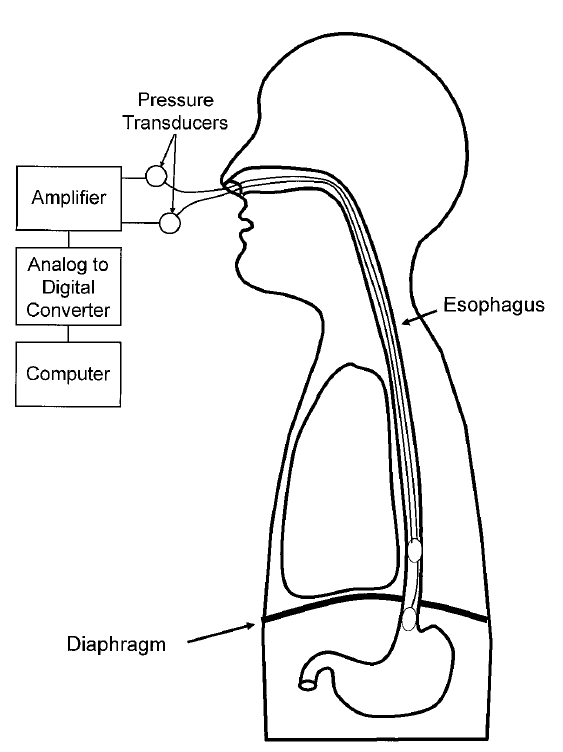 Pressure
Transducers
Amplifier
Analog to
Digital
Converter
Computer
Esophagus
Diaphragm